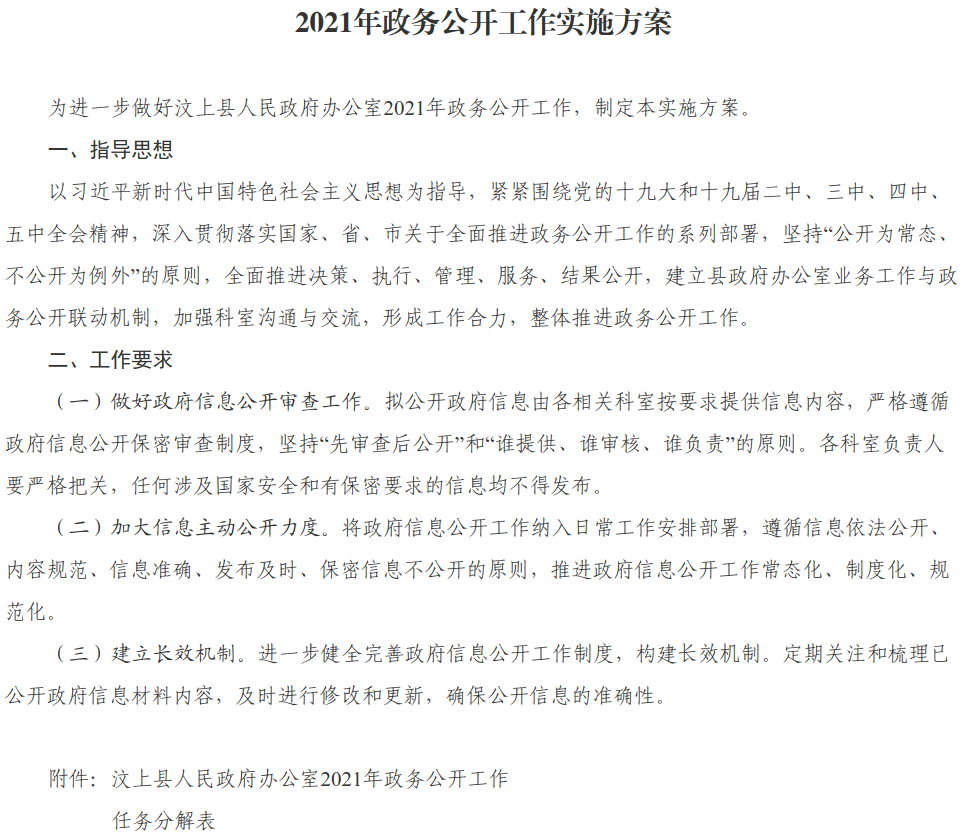 2021年政务公开工作实施方案
为进一步做好汶上县人民政府办公室2021年政务公开工作，制定本实施方案。
一、指导思想
以习近平新时代中国特色社会主义思想为指导，紧紧围绕党的十九大和十九届二中、三中、四中、
五中全会精神，深入贯彻落实国家、省、市关于全面推进政务公开工作的系列部署，坚持“公开为常态、
不公开为例外”的原则，全面推进决策、执行、管理、服务、结果公开，建立县政府办公室业务工作与政
务公开联动机制，加强科室沟通与交流，形成工作合力，整体推进政务公开工作。
二、工作要求
（一）做好政府信息公开审查工作。拟公开政府信息由各相关科室按要求提供信息内容，严格遵循
政府信息公开保密审查制度，坚持“先审查后公开”和“谁提供、谁审核、谁负责”的原则。各科室负责人
要严格把关，任何涉及国家安全和有保密要求的信息均不得发布。
（二）加大信息主动公开力度。将政府信息公开工作纳入日常工作安排部署，遵循信息依法公开、
内容规范、信息准确、发布及时、保密信息不公开的原则，推进政府信息公开工作常态化、制度化、规
范化。
（三）建立长效机制。进一步健全完善政府信息公开工作制度，构建长效机制。定期关注和梳理已
公开政府信息材料内容，及时进行修改和更新，确保公开信息的准确性。
附件：汶上县人民政府办公室2021年政务公开工作
任务分解表